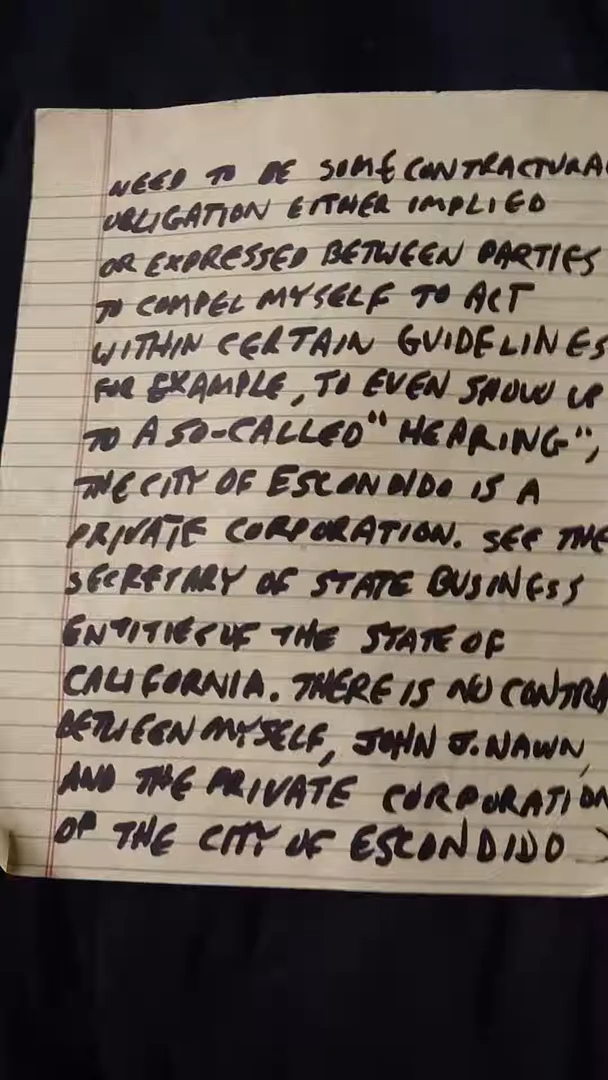 NEED TO BE SOME CONTRACTURA
OBLIGATION EITHER IMPLIED
OR EXPRESSED BETWEEN PARTIES
TO COMPEL MYSELF TO ACT
WITHIN CERTAIN GUIDELINES
FOR EXAMPLE, TO EVEN SHOW UP
TO A SO-CALLED "HEARING",
THE CITY OF ESCONDIDO IS A
PRIVATE CORPORATION. SEE THE
SECRETARY OF STATE BUSINESS
ENTITIES OF THE STATE OF
CALIFORNIA. THERE IS NO CONTRA
BETWEEN MYSELF, JOHN J. NAWN,
AND THE PRIVATE CORPORATION
OF THE CITY OF ESCONDIDO